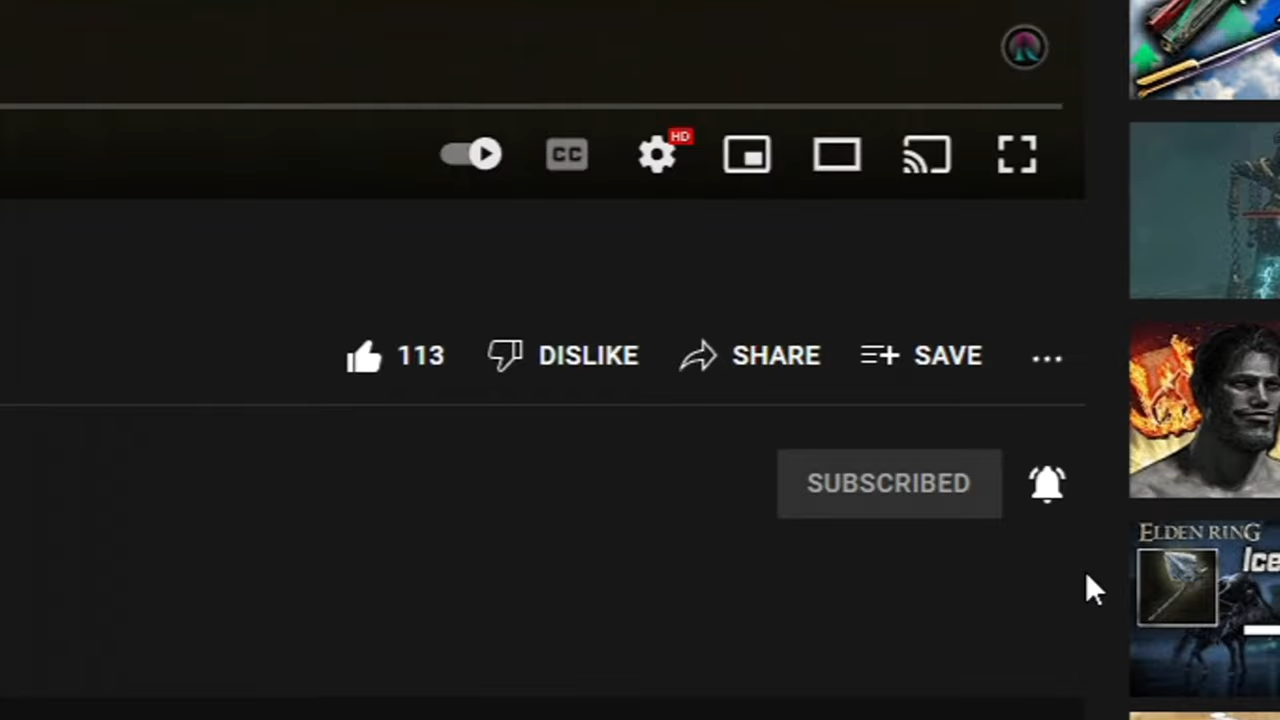 HD
CC
113 DISLIKE SHARE SAVE
SUBSCRIBED
ELDEN RING
Ice